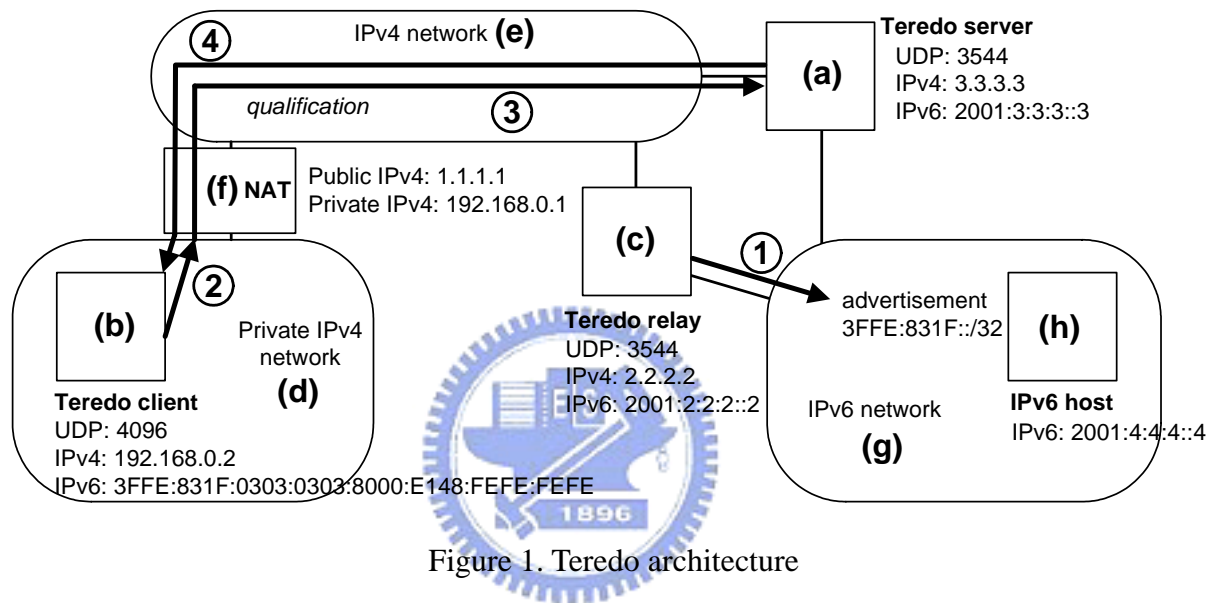 ④
IPv4 network (e)
qualification
③
Teredo server
(a)
UDP: 3544
IPv4: 3.3.3.3
IPv6: 2001:3:3:3::3
(f) NAT
Public IPv4: 1.1.1.1
Private IPv4: 192.168.0.1
(c)
①
Teredo relay
UDP: 3544
IPv4: 2.2.2.2
IPv6: 2001:2:2:2::2
②
(b)
Private IPv4
network
(d)
Teredo client
UDP: 4096
IPv4: 192.168.0.2
IPv6: 3FFE:831F:0303:0303:8000:E148:FEFE:FEFE
advertisement
3FFE:831F::/32
(h)
IPv6 host
IPv6: 2001:4:4:4::4
IPv6 network
(g)
E S
1896
Figure 1. Teredo architecture